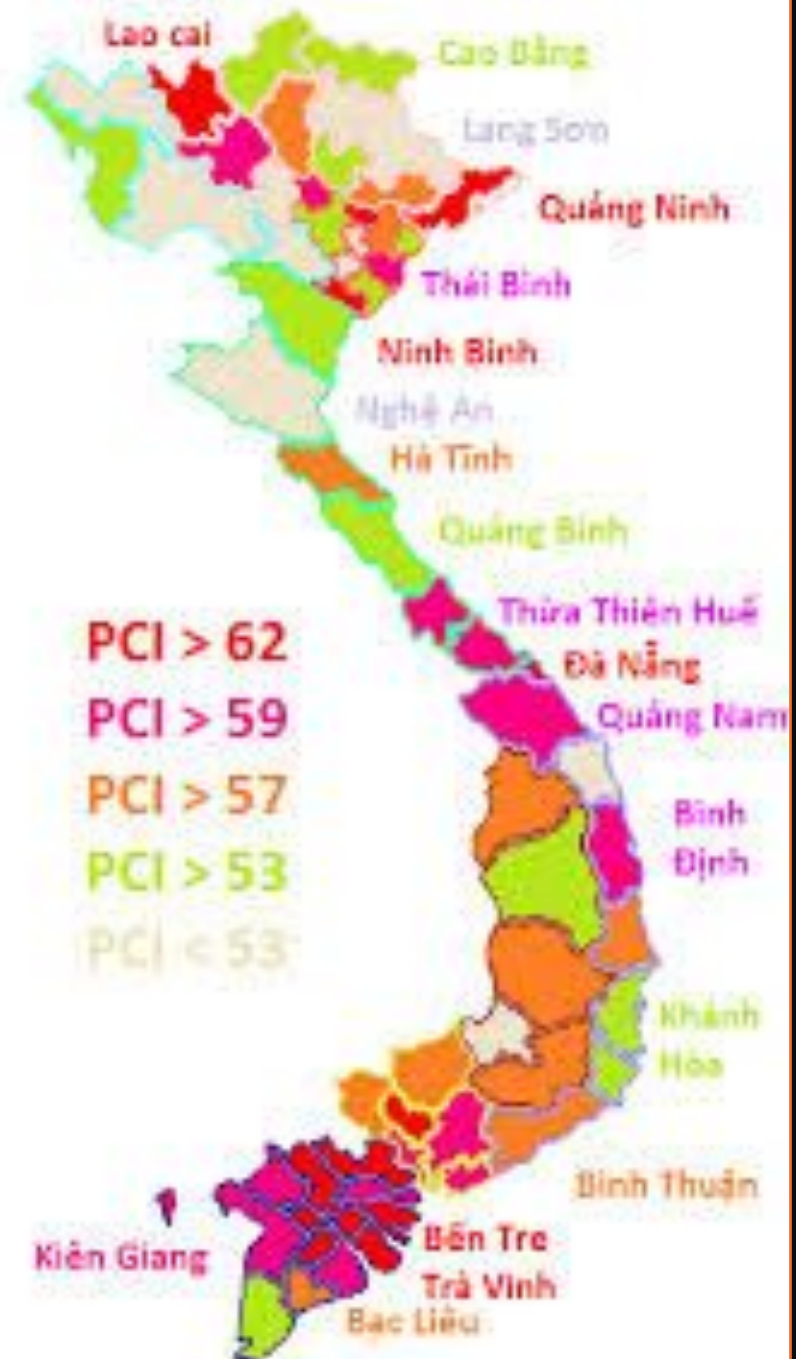 Lao cai
Cao Bằng
Lạng Sơn
Quảng Ninh
Thái Bình
Ninh Bình
Nghệ An
Hà Tĩnh
Quảng Bình
Thừa Thiên Huế
Đà Nẵng
Quảng Nam
PCI > 62
PCI > 59
PCI > 57
PCI > 53
PCI < 53
Bình
Định
Khánh
Hòa
Bình Thuận
Kiên Giang
Bến Tre
Trà Vinh
Bạc Liêu